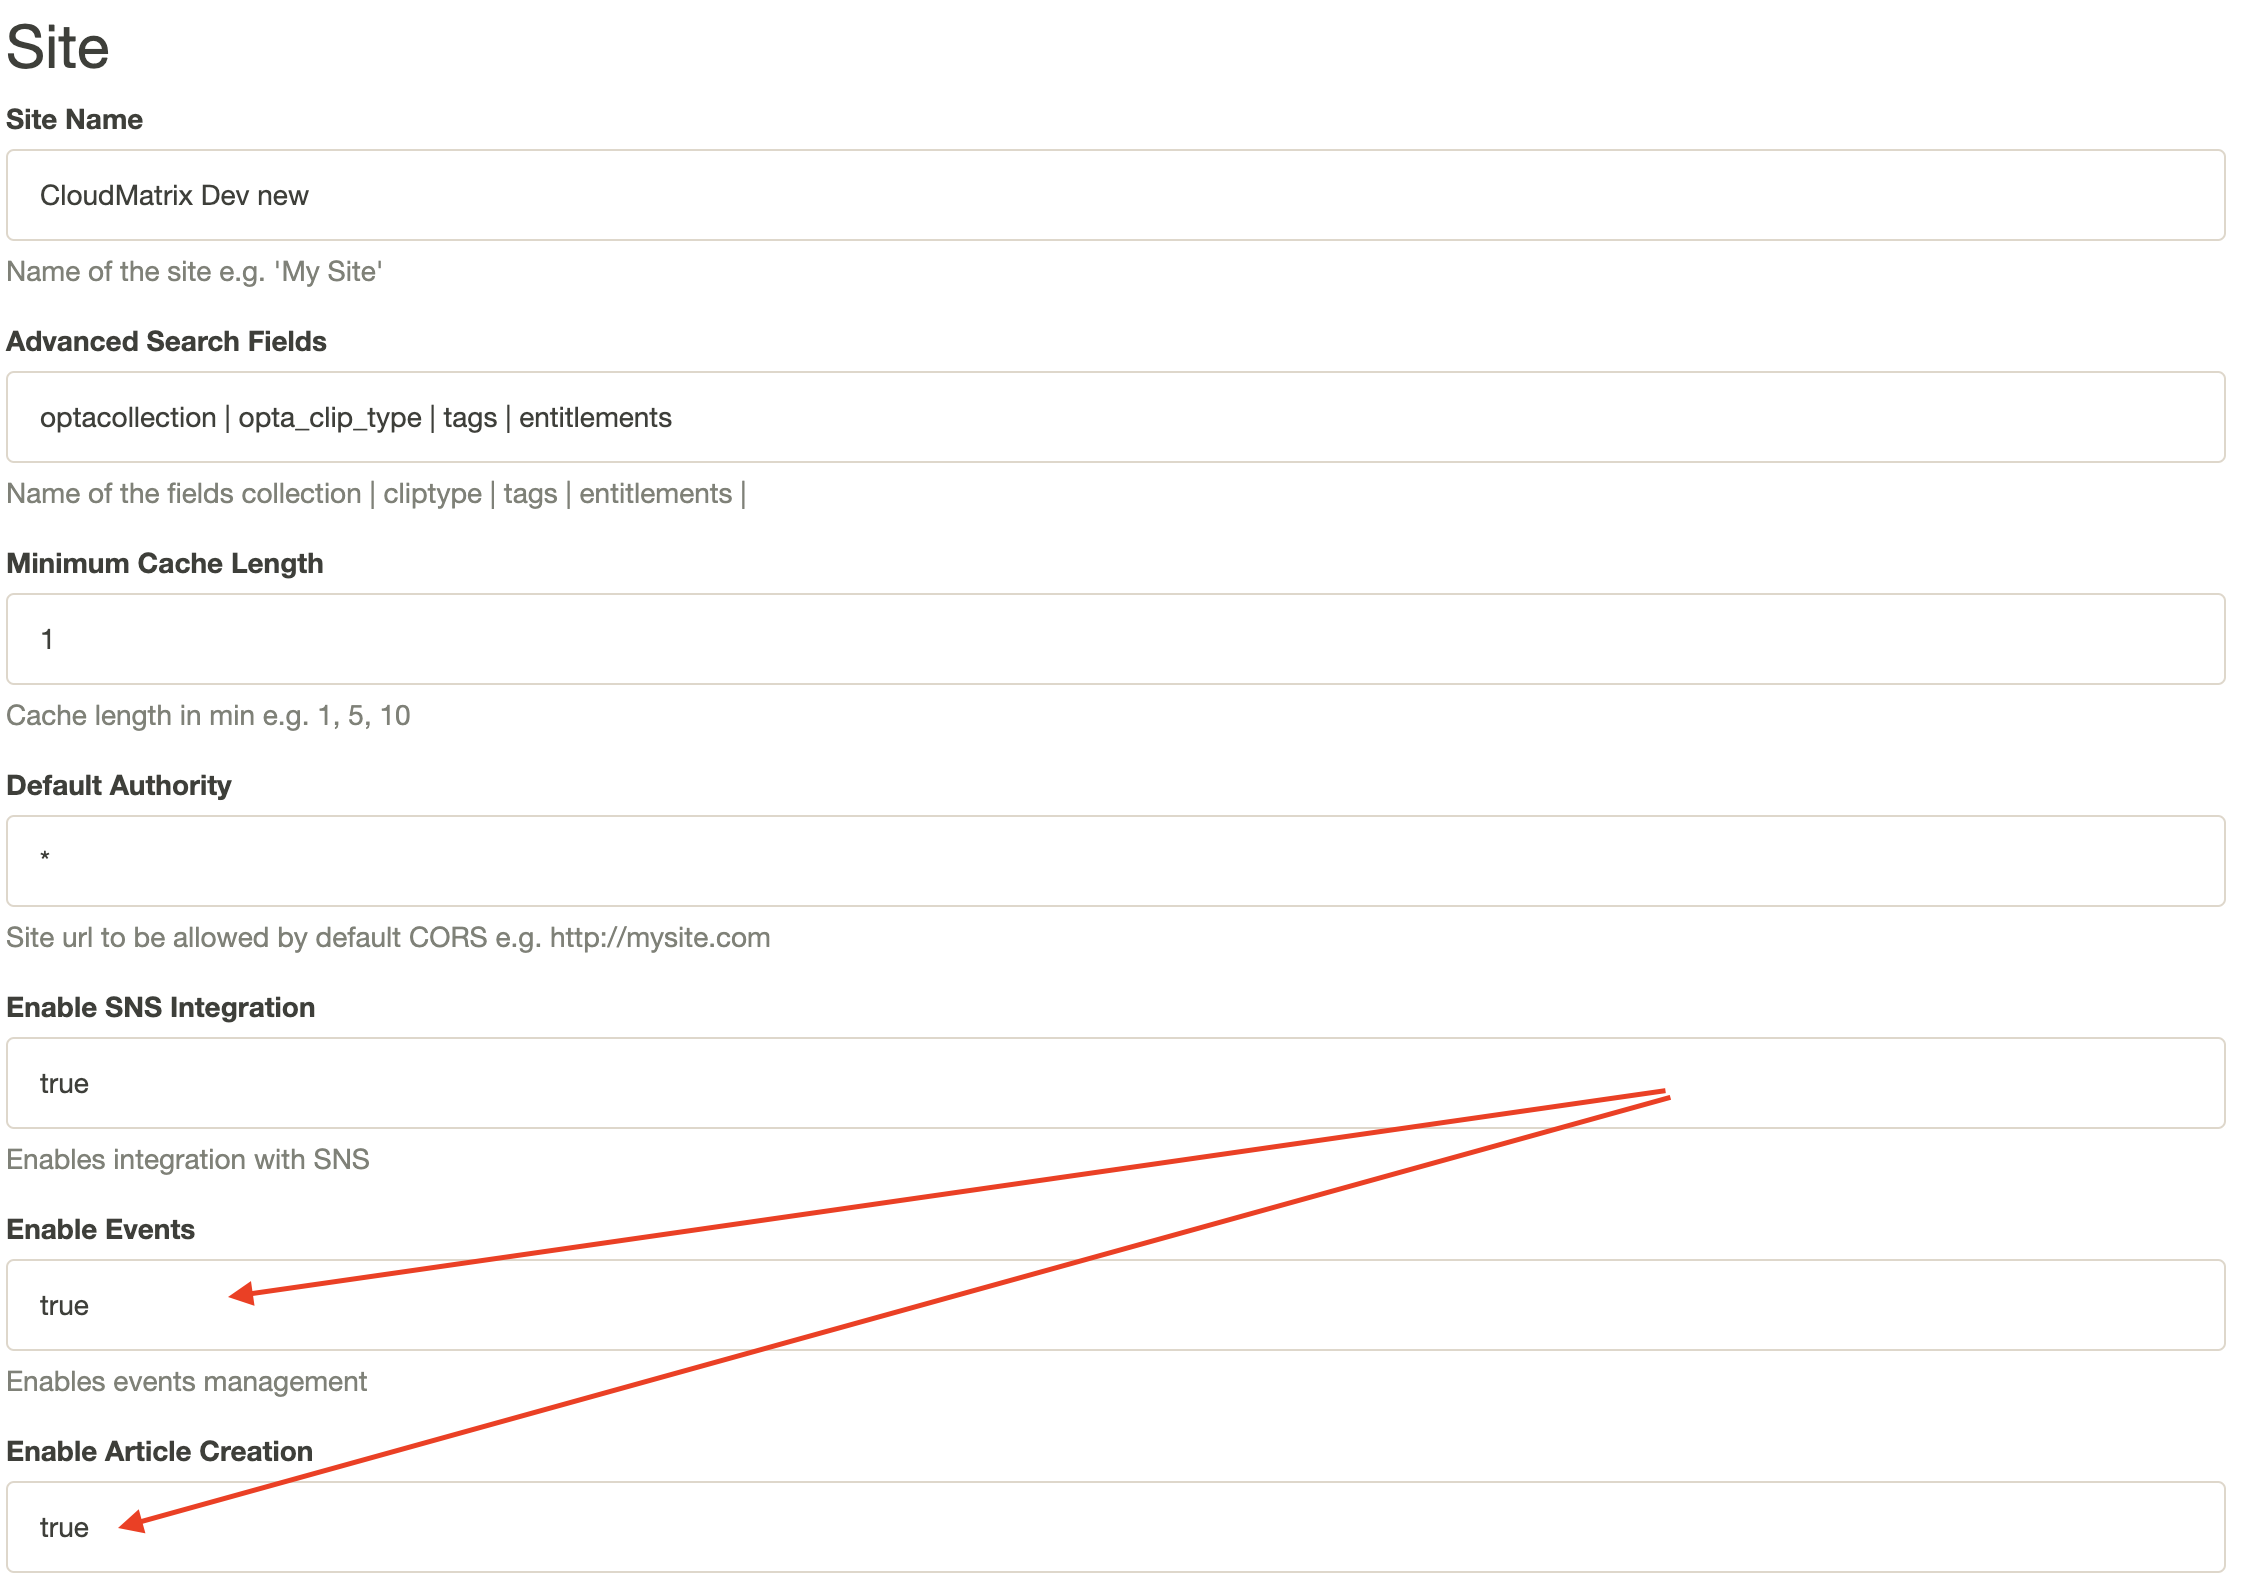 Site
Site Name
CloudMatrix Dev new
Name of the site e.g. 'My Site'
Advanced Search Fields
optacollection | opta_clip_type | tags | entitlements
Name of the fields collection | cliptype | tags | entitlements |
Minimum Cache Length
1
Cache length in min e.g. 1, 5, 10
Default Authority
*
Site url to be allowed by default CORS e.g. http://mysite.com
Enable SNS Integration
true
Enables integration with SNS
Enable Events
true
Enables events management
Enable Article Creation
true